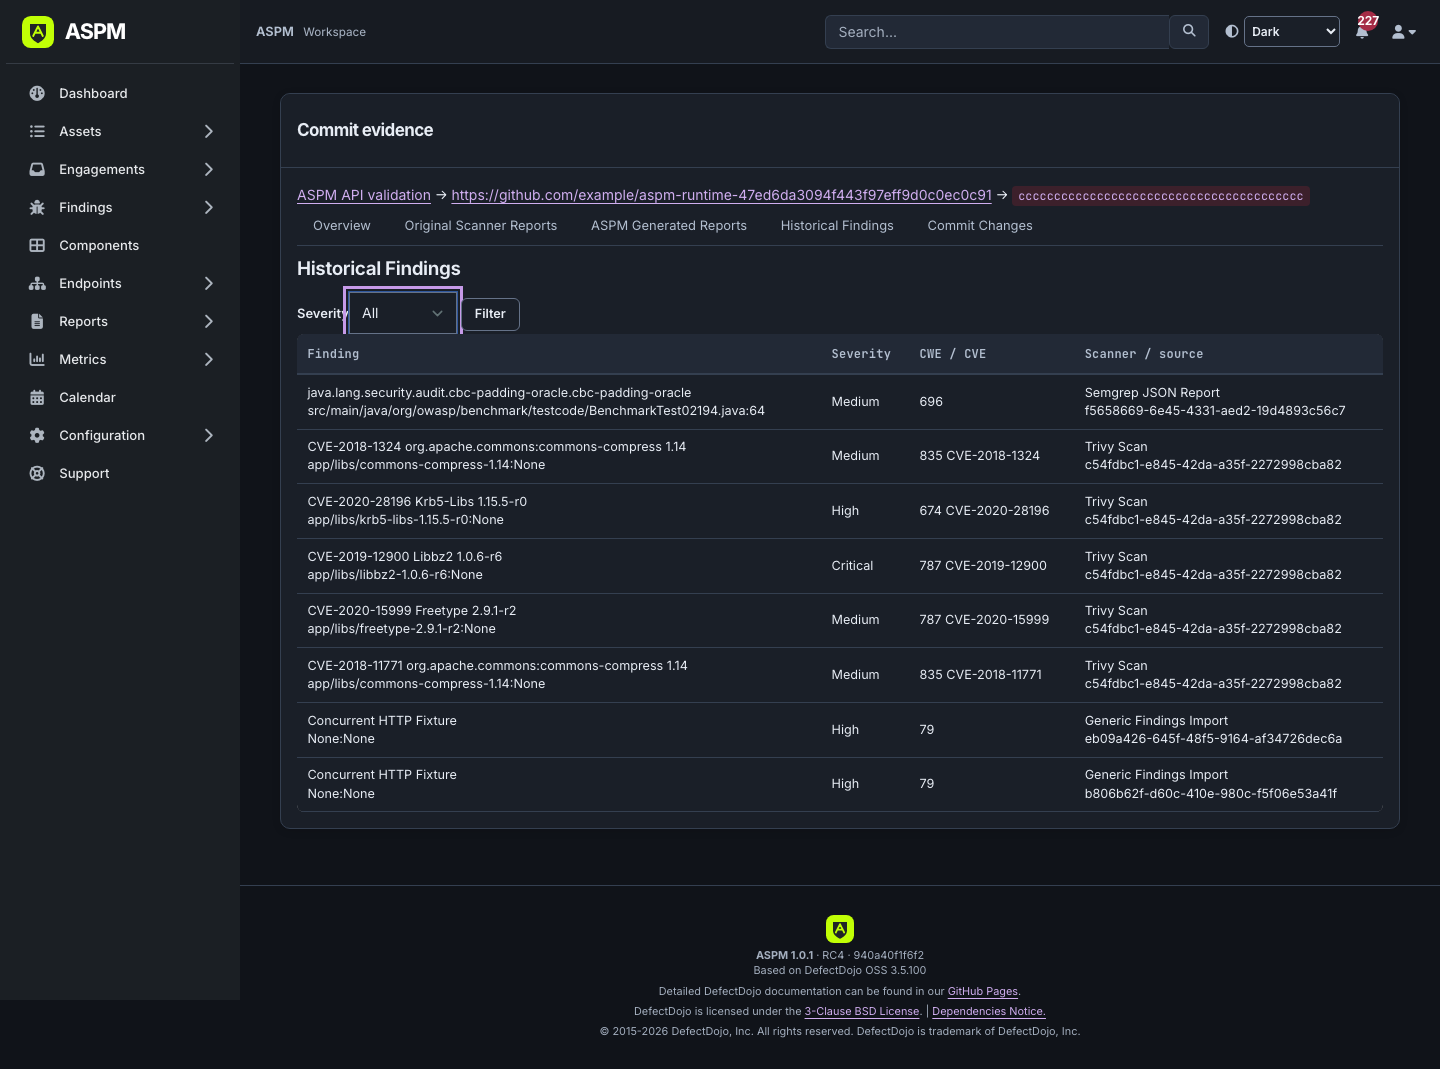 ASPM
ASPM Workspace
Search...
Dark
227
Dashboard
Assets
Engagements
Findings
Components
Endpoints
Reports
Metrics
Calendar
Configuration
Support
Commit evidence
ASPM API validation → https://github.com/example/aspm-runtime-47ed6da3094f443f97eff9d0c0ec0c91 → cccccccccccccccccccccccccccccccccccccccc
Overview Original Scanner Reports ASPM Generated Reports Historical Findings Commit Changes
Historical Findings
Severity All Filter
Finding Severity CWE / CVE Scanner / source
java.lang.security.audit.cbc-padding-oracle.cbc-padding-oracle
src/main/java/org/owasp/benchmark/testcode/BenchmarkTest02194.java:64
Medium
696
Semgrep JSON Report
f5658669-6e45-4331-aed2-19d4893c56c7
CVE-2018-1324 org.apache.commons:commons-compress 1.14
app/libs/commons-compress-1.14:None
Medium
835 CVE-2018-1324
Trivy Scan
c54fdbc1-e845-42da-a35f-2272998cba82
CVE-2020-28196 Krb5-Libs 1.15.5-r0
app/libs/krb5-libs-1.15.5-r0:None
High
674 CVE-2020-28196
Trivy Scan
c54fdbc1-e845-42da-a35f-2272998cba82
CVE-2019-12900 Libbz2 1.0.6-r6
app/libs/libbz2-1.0.6-r6:None
Critical
787 CVE-2019-12900
Trivy Scan
c54fdbc1-e845-42da-a35f-2272998cba82
CVE-2020-15999 Freetype 2.9.1-r2
app/libs/freetype-2.9.1-r2:None
Medium
787 CVE-2020-15999
Trivy Scan
c54fdbc1-e845-42da-a35f-2272998cba82
CVE-2018-11771 org.apache.commons:commons-compress 1.14
app/libs/commons-compress-1.14:None
Medium
835 CVE-2018-11771
Trivy Scan
c54fdbc1-e845-42da-a35f-2272998cba82
Concurrent HTTP Fixture
None:None
High
79
Generic Findings Import
eb09a426-645f-48f5-9164-af34726dec6a
Concurrent HTTP Fixture
None:None
High
79
Generic Findings Import
b806b62f-d60c-410e-980c-f5f06e53a41f
ASPM 1.0.1 · RC4 · 940a40f1f6f2
Based on DefectDojo OSS 3.5.100
Detailed DefectDojo documentation can be found in our GitHub Pages.
DefectDojo is licensed under the 3-Clause BSD License. | Dependencies Notice.
© 2015-2026 DefectDojo, Inc. All rights reserved. DefectDojo is trademark of DefectDojo, Inc.